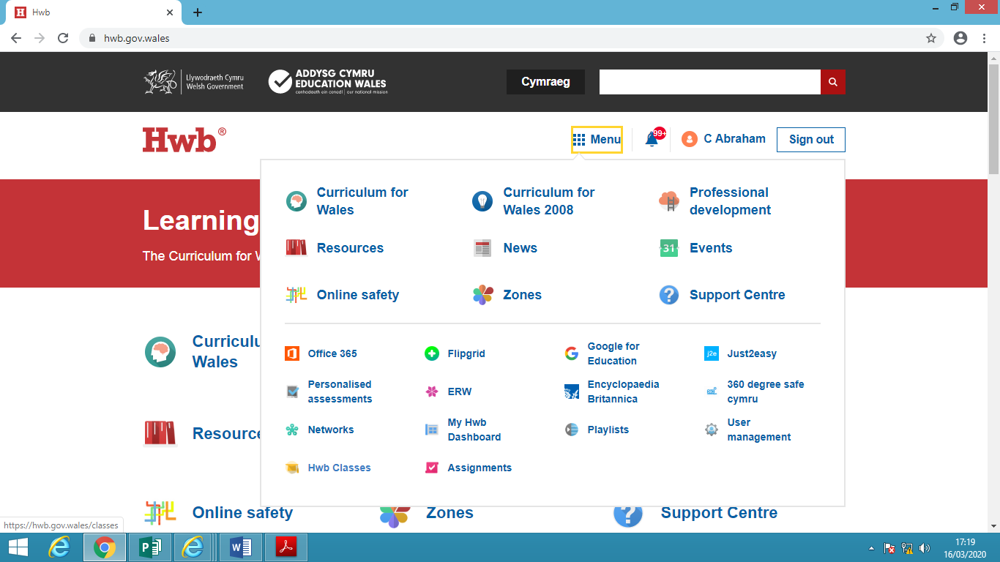 Hwb
hwb.gov.wales
Llywodraeth Cymru
Welsh Government
ADDYSG CYMRU
EDUCATION WALES
cenhadaeth ein cenedl | our national mission
Cymraeg
Hwb®
Menu
99+
C Abraham
Sign out
Learning
The Curriculum for W
Curriculum for
Wales
Curriculum for
Wales 2008
Professional
development
Resources
News
31
Events
Online safety
Zones
?
Support Centre
Office 365
Flipgrid
Google for
Education
j2e
Just2easy
Personalised
assessments
ERW
Encyclopaedia
Britannica
360
360 degree safe
cymru
Networks
My Hwb
Dashboard
Playlists
User
management
Hwb Classes
Assignments
Curriculu
Wales
Resource
Online safety
Zones
?
Support Centre
https://hwb.gov.wales/classes
17:19
16/03/2020